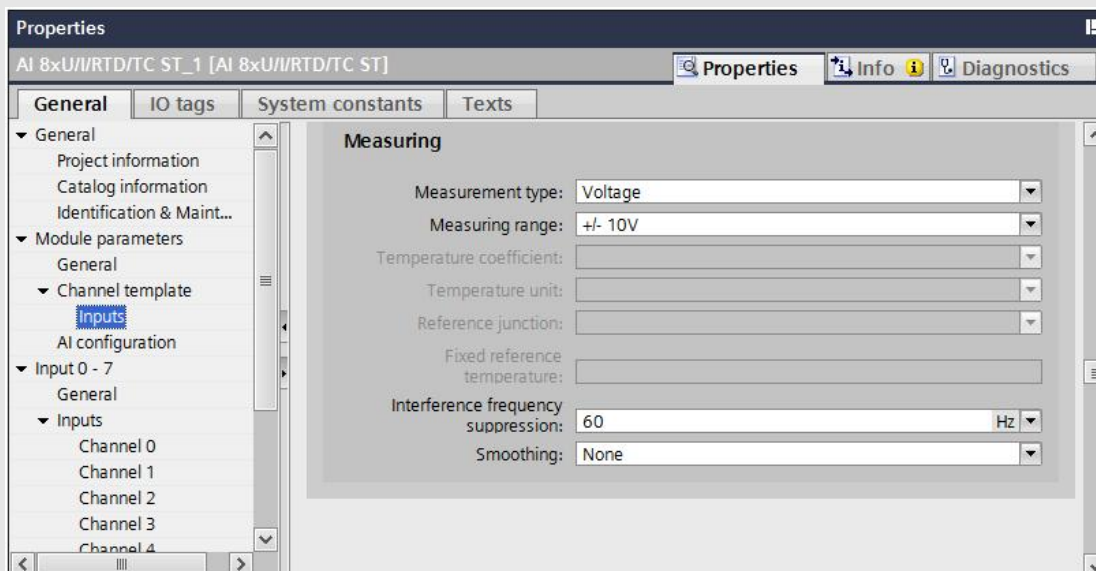 Properties
AI 8xU/I/RTD/TC ST_1 [AI 8xU/I/RTD/TC ST]
Properties
Info
Diagnostics
General
IO tags
System constants
Texts
General
Project information
Catalog information
Identification & Maint...
Module parameters
General
Channel template
Inputs
AI configuration
Input 0 - 7
General
Inputs
Channel 0
Channel 1
Channel 2
Channel 3
Channel 4
Measuring
Measurement type: Voltage
Measuring range: +/- 10V
Temperature coefficient:
Temperature unit:
Reference junction:
Fixed reference
temperature:
Interference frequency
suppression: 60 Hz
Smoothing: None